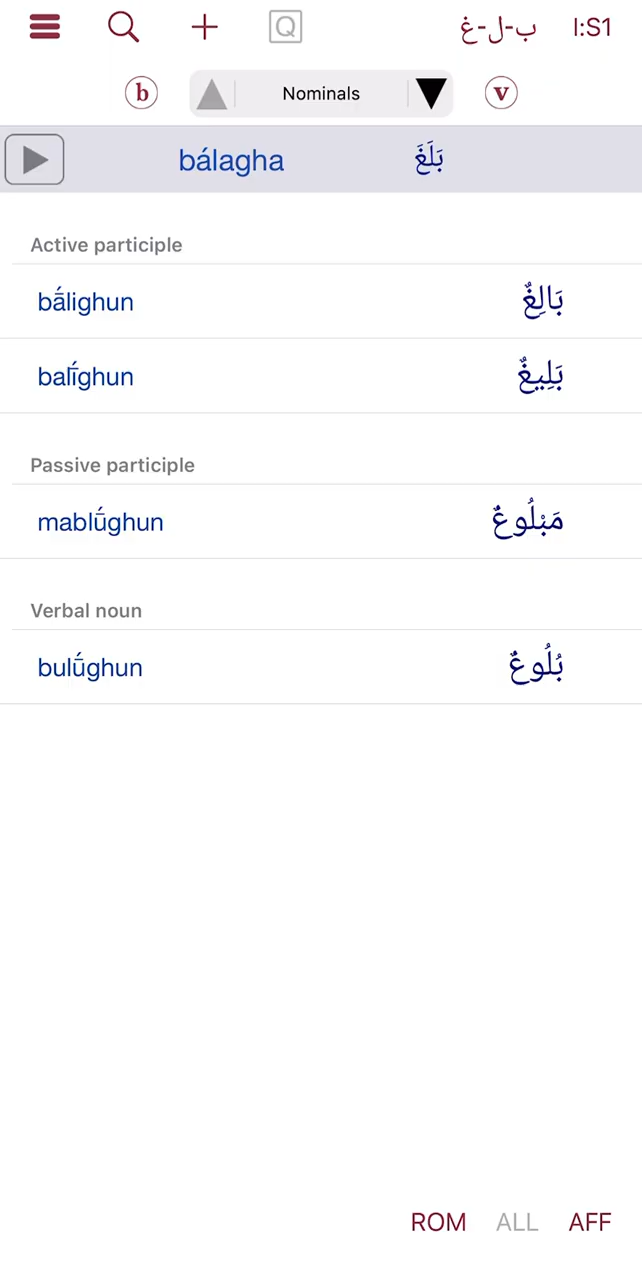 Q ب-ل-غ I:S1
b Nominals v
bálagha بَلَغَ
Active participle
bā́lighun بَالِغٌ
balī́ghun بَلِيغٌ
Passive participle
mablū́ghun مَبْلُوغٌ
Verbal noun
bulū́ghun بُلُوغٌ
ROM ALL AFF